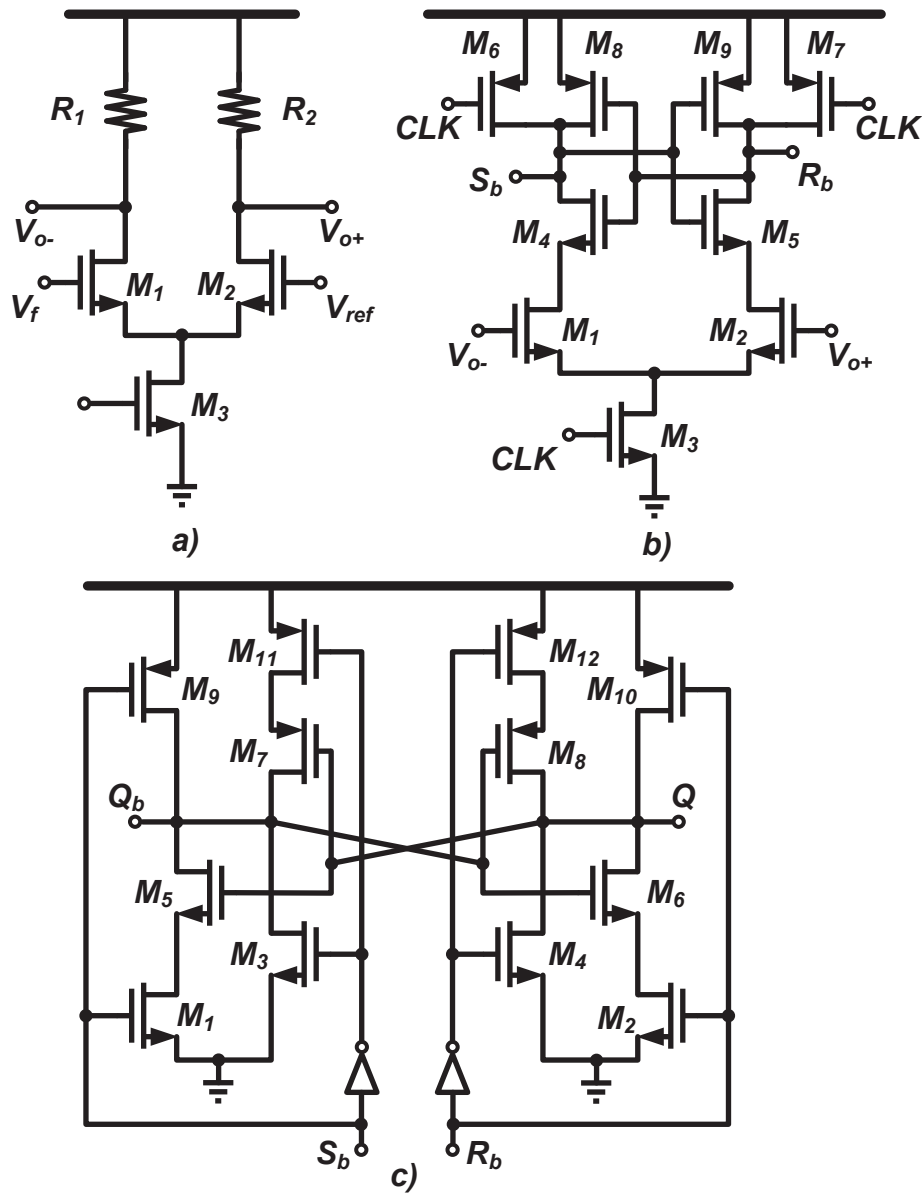 R1 R2
Vo- Vo+
Vf M1 M2 Vref
M3
a)
M6 M8 M9 M7
CLK CLK
Sb Rb
M4 M5
M1 M2
Vo- Vo+
M3
CLK
b)
M11 M12
M9 M10
M7 M8
Qb Q
M5 M6
M3 M4
M1 M2
Sb Rb
c)